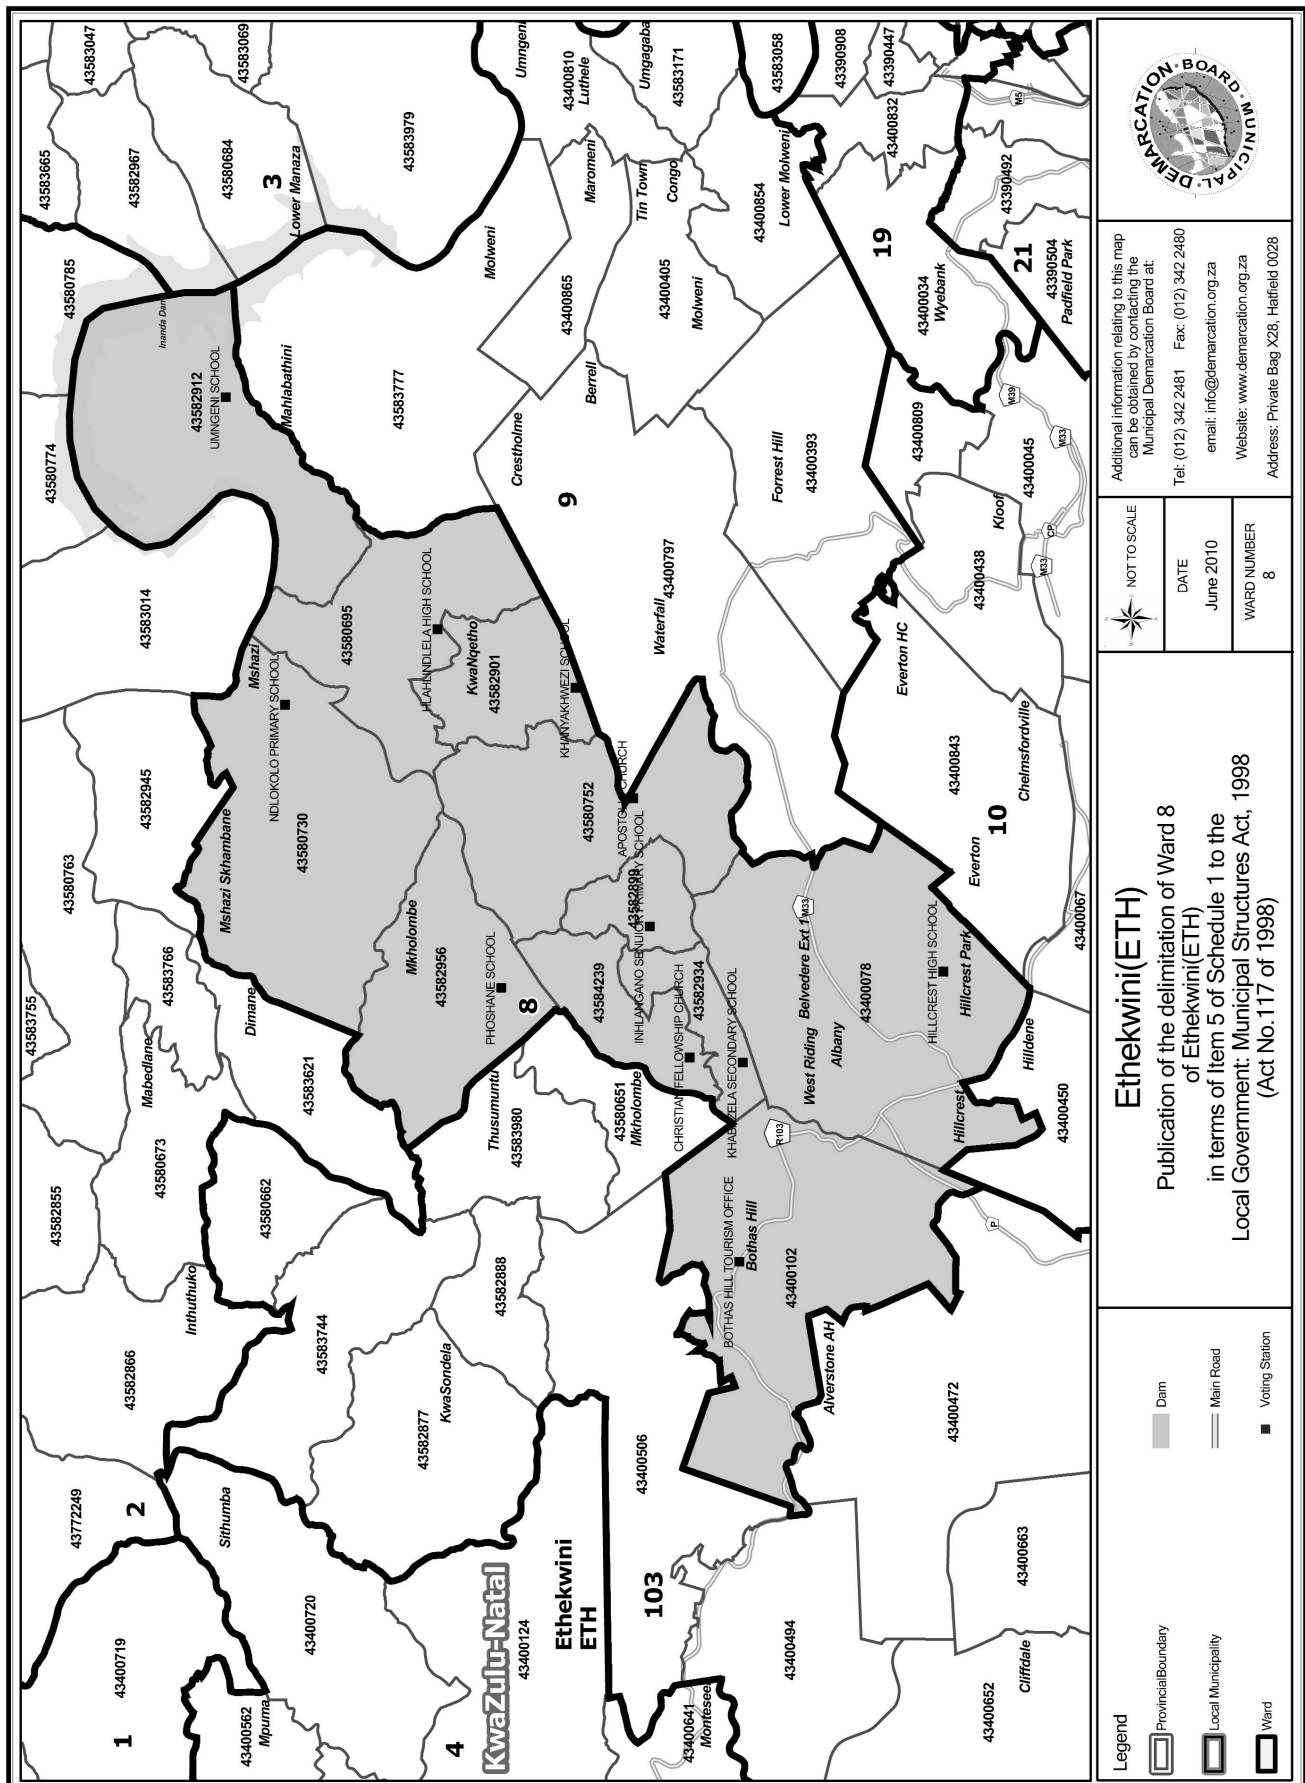 43583047
43583069
43583665
43582967
43580684
3
Lower Manaza
43580785
Inanda Dam
43583979
Umngeni
43400810
Luthele
Umgagaba
43583171
43583058
43390908
43390447
43400832
M5
43580774
43582912
UMNGENI SCHOOL
Mahlabathini
43583777
Molweni
43400865
Maromeni
Tin Town
Congo
43400405
Molweni
43400854
Lower Molweni
19
43400034
Wyebank
43390492
21
43390504
Padfield Park
43583014
Mshazi
NDLOKOLO PRIMARY SCHOOL
43580695
HLAHLINDLELA HIGH SCHOOL
KwaNqetho
43582901
Crestholme
9
Berrell
KHANYAKHWEZI SCHOOL
Waterfall
43400797
Forrest Hill
43400393
43400809
M39
M33
43400045
Kloof
CP
M33
43400438
43582945
43580763
Mshazi Skhambane
43580730
Mkholombe
43582956
PHOSHANE SCHOOL
8
43580752
APOSTOLIC CHURCH
43582899
INHLANGANO SENUIOR PRIMARY SCHOOL
43584239
43582934
CHRISTIAN FELLOWSHIP CHURCH
KHABAZELA SECONDARY SCHOOL
Everton HC
43400843
Chelmsfordville
10
Everton
43400067
M33
Belvedere Ext 1
West Riding
Albany
43400078
HILLCREST HIGH SCHOOL
Hillcrest Park
Hillcrest
Hilldene
43400450
43583755
43583766
Mabedlane
Dimane
43583621
43580673
43582855
43580662
Inthuthuko
Thusumuntu
43583980
43580651
Mkholombe
R103
BOTHAS HILL TOURISM OFFICE
Bothas Hill
43400102
P
43582866
43583744
43582888
KwaSondela
43582877
Alverstone AH
43400472
43772249
2
Sithumba
43400506
1
43400719
43400562
Mpuma
43400720
4
KwaZulu-Natal
43400124
Ethekwini
ETH
103
43400641
Monteseel
43400494
43400663
43400652
Cliffdale
Legend
ProvincialBoundary
Local Municipality
Ward
Dam
Main Road
Voting Station
Ethekwini(ETH)
Publication of the delimitation of Ward 8
of Ethekwini(ETH)
in terms of Item 5 of Schedule 1 to the
Local Government: Municipal Structures Act, 1998
(Act No.117 of 1998)
NOT TO SCALE
DATE
June 2010
WARD NUMBER
8
Additional information relating to this map
can be obtained by contacting the
Municipal Demarcation Board at:
Tel: (012) 342 2481 Fax: (012) 342 2480
email: info@demarcation.org.za
Website: www.demarcation.org.za
Address: Private Bag X28, Hatfield 0028
DEMARCATION · BOARD · MUNICIPAL ·